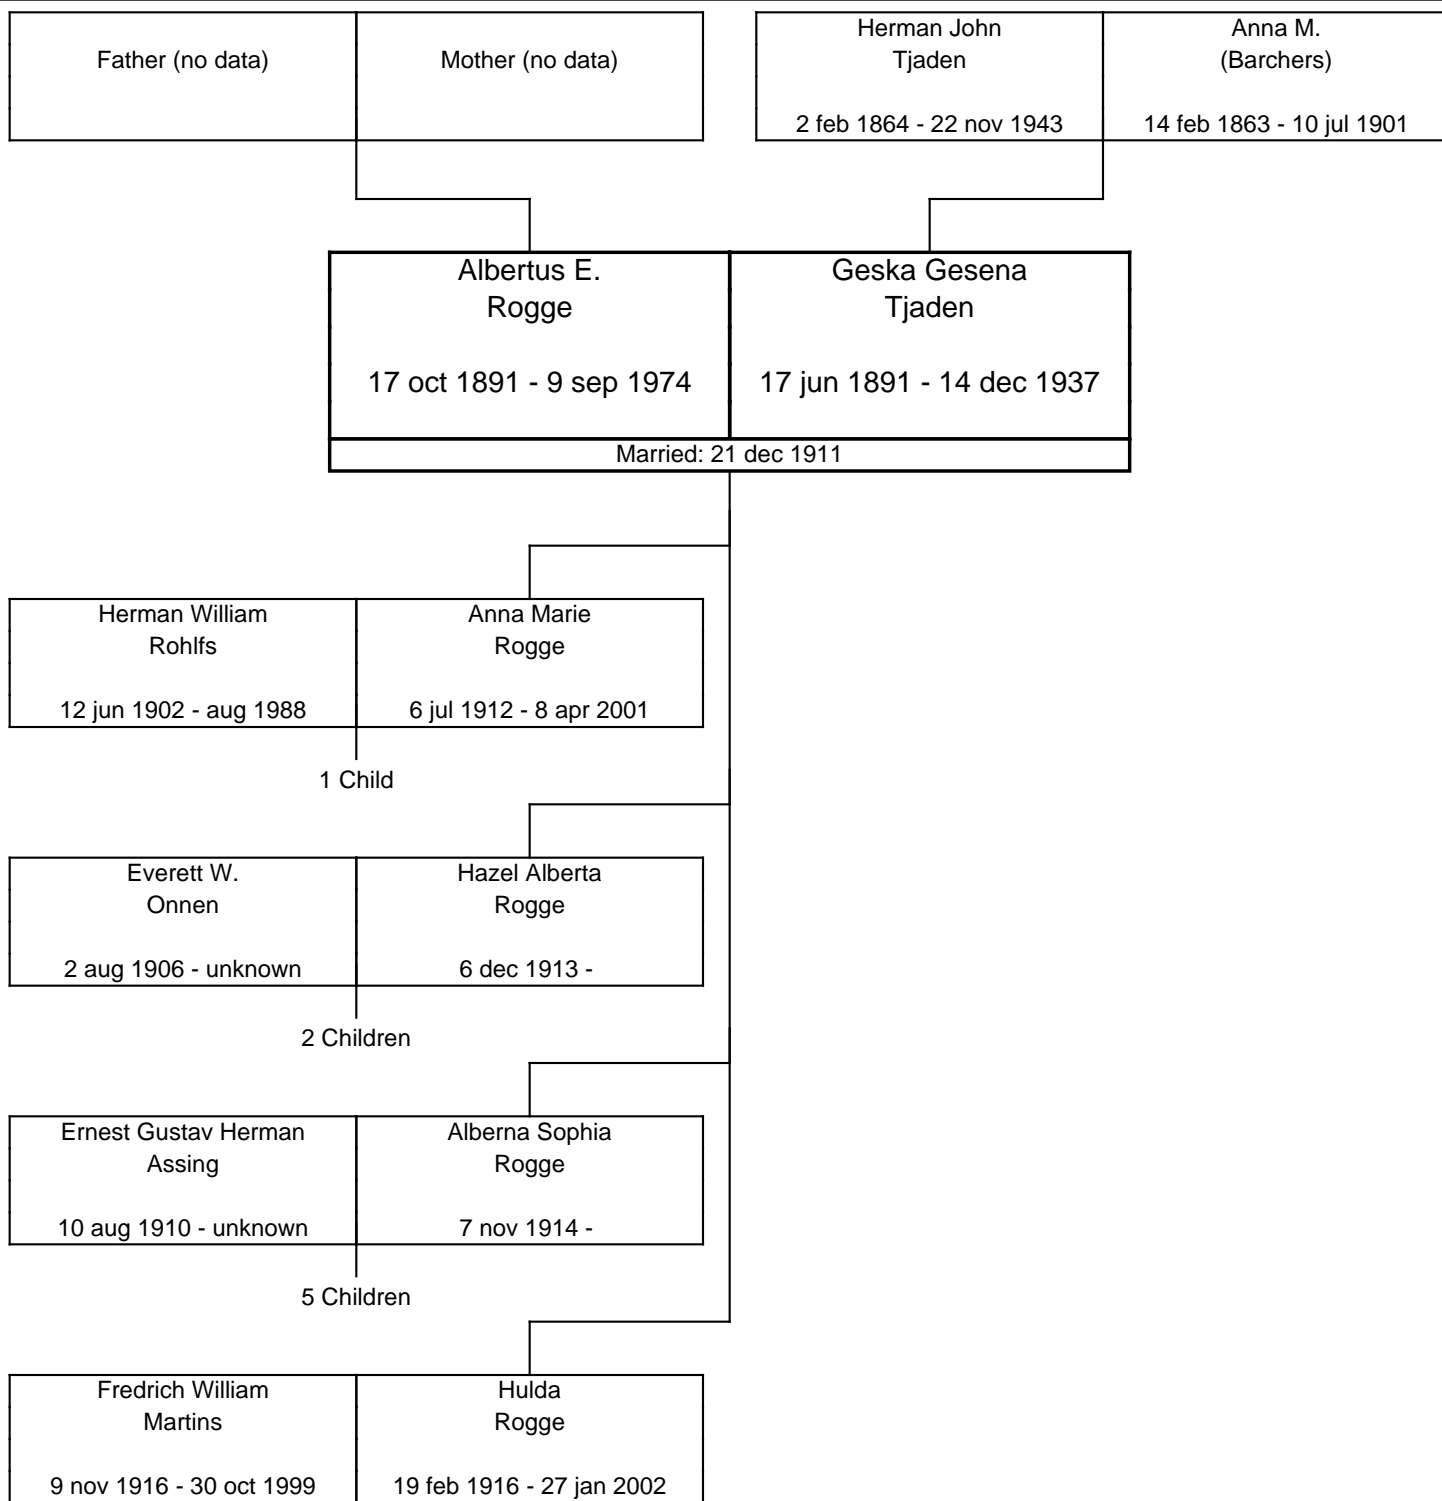 Father (no data)
Mother (no data)
Herman John
Tjaden
2 feb 1864 - 22 nov 1943
Anna M.
(Barchers)
14 feb 1863 - 10 jul 1901
Albertus E.
Rogge
17 oct 1891 - 9 sep 1974
Geska Gesena
Tjaden
17 jun 1891 - 14 dec 1937
Married: 21 dec 1911
Herman William
Rohlfs
12 jun 1902 - aug 1988
Anna Marie
Rogge
6 jul 1912 - 8 apr 2001
1 Child
Everett W.
Onnen
2 aug 1906 - unknown
Hazel Alberta
Rogge
6 dec 1913 -
2 Children
Ernest Gustav Herman
Assing
10 aug 1910 - unknown
Alberna Sophia
Rogge
7 nov 1914 -
5 Children
Fredrich William
Martins
9 nov 1916 - 30 oct 1999
Hulda
Rogge
19 feb 1916 - 27 jan 2002